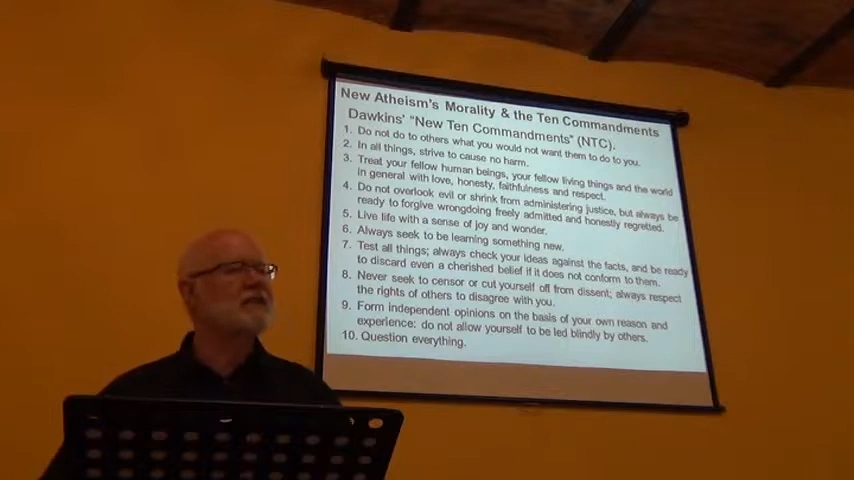 New Atheism's Morality & the Ten Commandments
Dawkins' "New Ten Commandments" (NTC).
1. Do not do to others what you would not want them to do to you.
2. In all things, strive to cause no harm.
3. Treat your fellow human beings, your fellow living things and the world
in general with love, honesty, faithfulness and respect.
4. Do not overlook evil or shrink from administering justice, but always be
ready to forgive wrongdoing freely admitted and honestly regretted.
5. Live life with a sense of joy and wonder.
6. Always seek to be learning something new.
7. Test all things; always check your ideas against the facts, and be ready
to discard even a cherished belief if it does not conform to them.
8. Never seek to censor or cut yourself off from dissent; always respect
the rights of others to disagree with you.
9. Form independent opinions on the basis of your own reason and
experience: do not allow yourself to be led blindly by others.
10. Question everything.